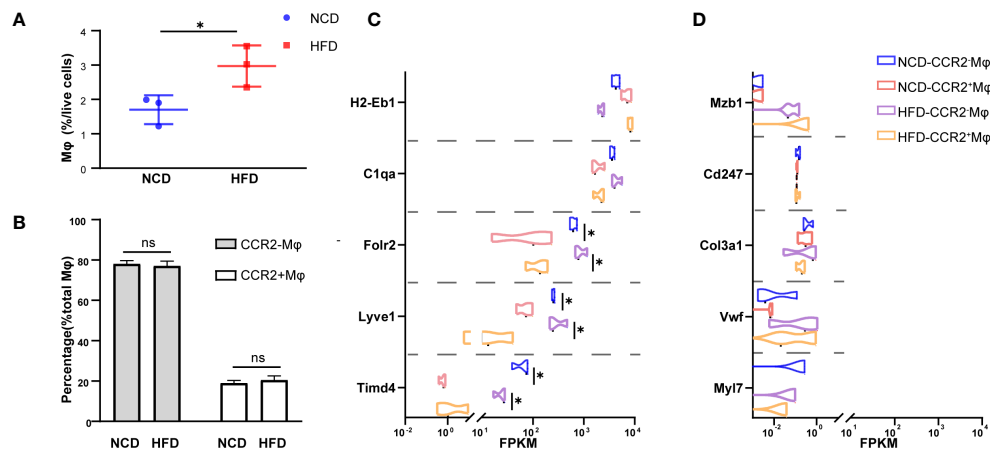 A
Mφ (%/live cells)
4
3
2
1
0
*
NCD
HFD
NCD
HFD
B
Percentage(%total Mφ)
100
80
60
40
20
0
ns
ns
CCR2-Mφ
CCR2+Mφ
NCD HFD NCD HFD
C
H2-Eb1
C1qa
Folr2
*
*
Lyve1
*
*
Timd4
*
*
10⁻² 10⁰ 10¹ 10² 10³ 10⁴
FPKM
D
Mzb1
Cd247
Col3a1
Vwf
Myl7
10⁻² 10⁰ 10¹ 10² 10³ 10⁴
FPKM
NCD-CCR2⁻Mφ
NCD-CCR2⁺Mφ
HFD-CCR2⁻Mφ
HFD-CCR2⁺Mφ